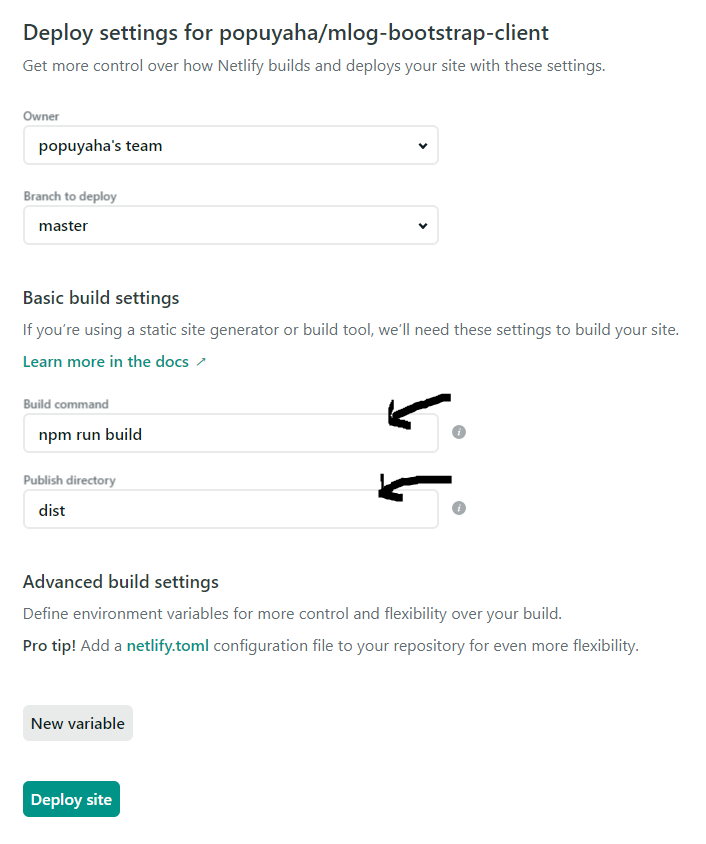 Deploy settings for popuyaha/mlog-bootstrap-client
Get more control over how Netlify builds and deploys your site with these settings.
Owner
popuyaha's team
Branch to deploy
master
Basic build settings
If you’re using a static site generator or build tool, we’ll need these settings to build your site.
Learn more in the docs ↗
Build command
npm run build
i
Publish directory
dist
i
Advanced build settings
Define environment variables for more control and flexibility over your build.
Pro tip! Add a netlify.toml configuration file to your repository for even more flexibility.
New variable
Deploy site